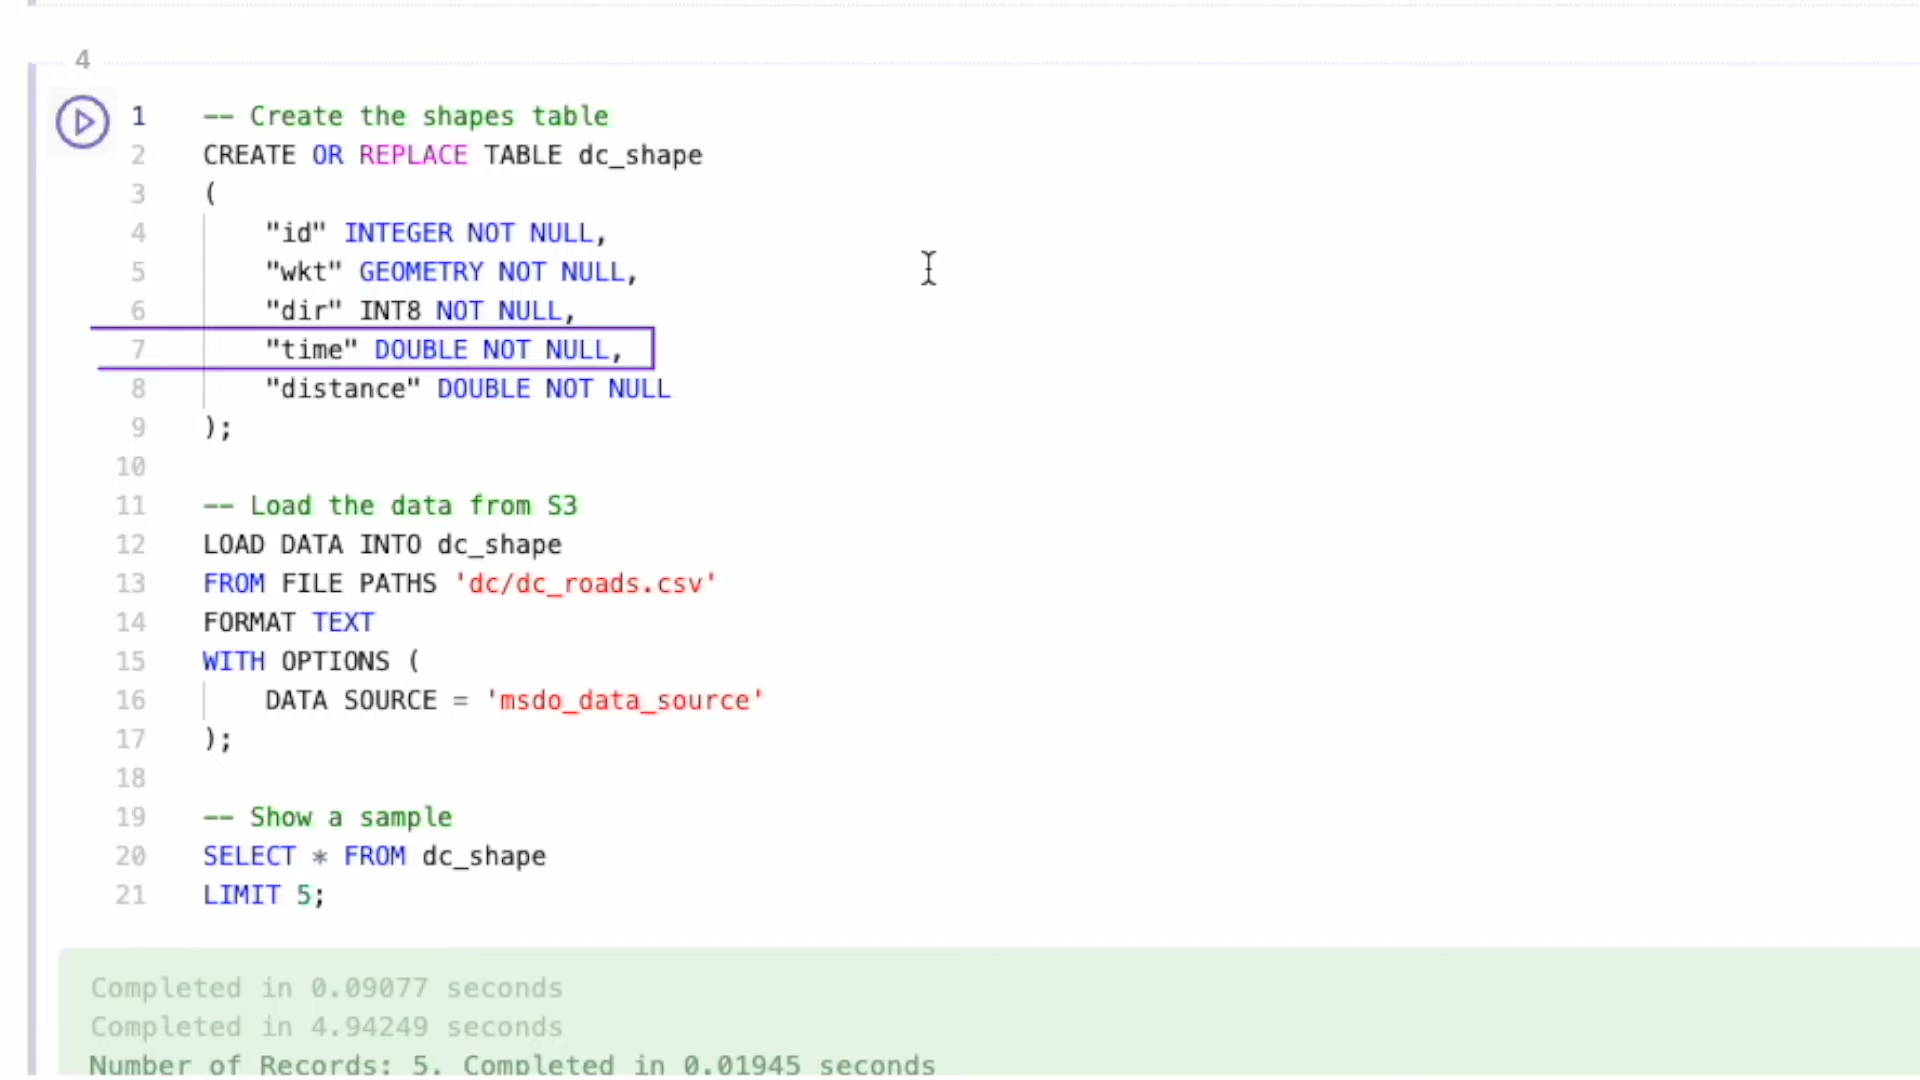 4
1 -- Create the shapes table
2 CREATE OR REPLACE TABLE dc_shape
3 (
4 "id" INTEGER NOT NULL,
5 "wkt" GEOMETRY NOT NULL,
6 "dir" INT8 NOT NULL,
7 "time" DOUBLE NOT NULL,
8 "distance" DOUBLE NOT NULL
9 );
10
11 -- Load the data from S3
12 LOAD DATA INTO dc_shape
13 FROM FILE PATHS 'dc/dc_roads.csv'
14 FORMAT TEXT
15 WITH OPTIONS (
16 DATA SOURCE = 'msdo_data_source'
17 );
18
19 -- Show a sample
20 SELECT * FROM dc_shape
21 LIMIT 5;
Completed in 0.09077 seconds
Completed in 4.94249 seconds
Number of Records: 5. Completed in 0.01945 seconds